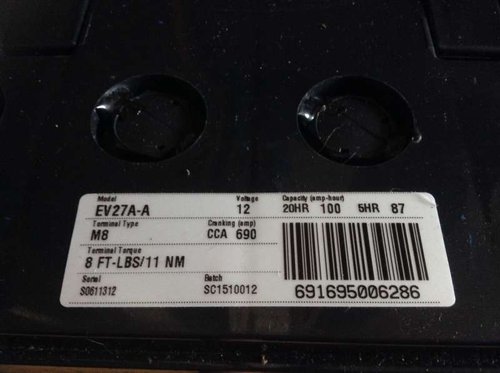 Model Voltage Capacity (amp-hour)
EV27A-A 12 20HR 100 5HR 87
Terminal Type Cranking (amp)
M8 CCA 690
Terminal Torque
8 FT-LBS/11 NM
Serial Batch
S0611312 SC1510012
691695006286